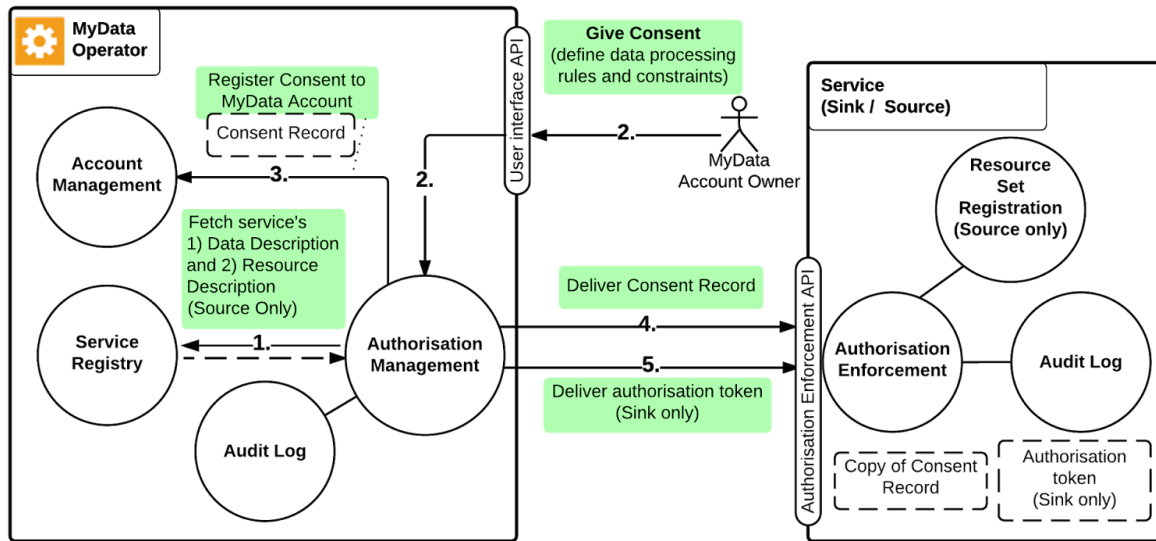 MyData
Operator
Register Consent to
MyData Account
Consent Record
Account
Management
3.
2.
Fetch service's
1) Data Description
and 2) Resource
Description
(Source Only)
Service
Registry
1.
Authorisation
Management
Audit Log
User interface API
Give Consent
(define data processing
rules and constraints)
2.
MyData
Account Owner
Deliver Consent Record
4.
5.
Deliver authorisation token
(Sink only)
Authorisation Enforcement API
Service
(Sink / Source)
Resource
Set
Registration
(Source only)
Authorisation
Enforcement
Audit Log
Copy of Consent
Record
Authorisation
token
(Sink only)